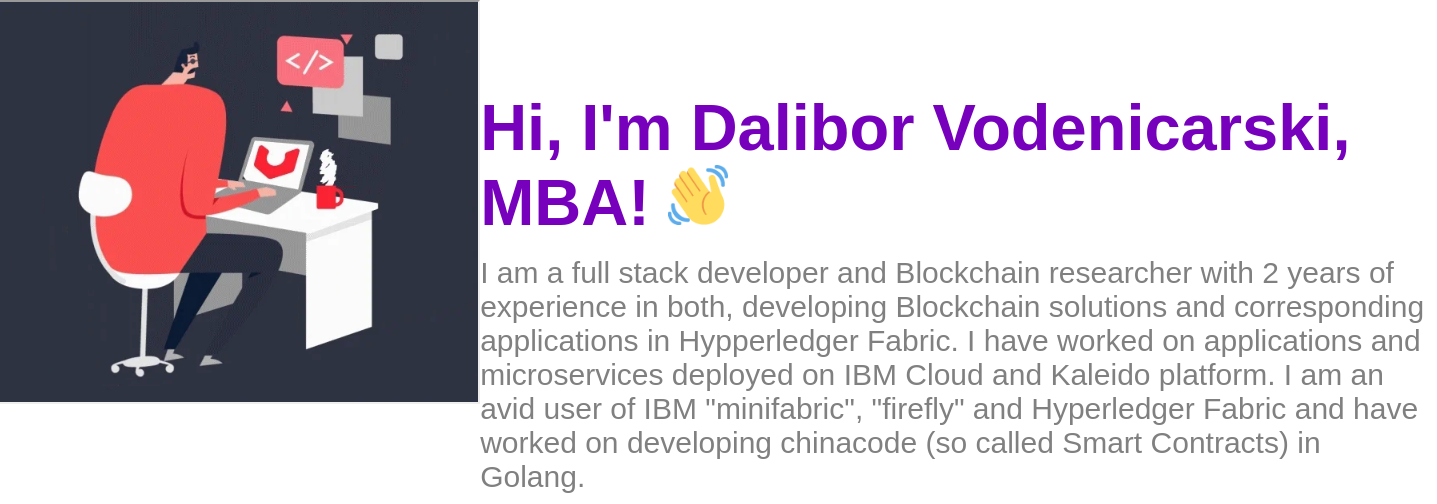 </>
Hi, I'm Dalibor Vodenicarski,
MBA! 👋
I am a full stack developer and Blockchain researcher with 2 years of
experience in both, developing Blockchain solutions and corresponding
applications in Hypperledger Fabric. I have worked on applications and
microservices deployed on IBM Cloud and Kaleido platform. I am an
avid user of IBM "minifabric", "firefly" and Hyperledger Fabric and have
worked on developing chinacode (so called Smart Contracts) in
Golang.